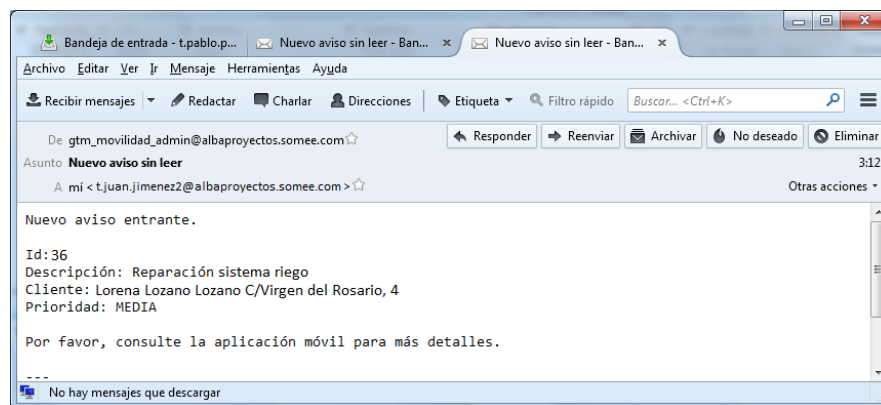 Bandeja de entrada - t.pablo.p... Nuevo aviso sin leer - Ban... Nuevo aviso sin leer - Ban...
Archivo Editar Ver Ir Mensaje Herramientas Ayuda
Recibir mensajes Redactar Charlar Direcciones Etiqueta Filtro rápido Buscar... <Ctrl+K>
De gtm_movilidad_admin@albaproyectos.somee.com Responder Reenviar Archivar No deseado Eliminar
Asunto Nuevo aviso sin leer 3:12
A mí <t.juan.jimenez2@albaproyectos.somee.com> Otras acciones
Nuevo aviso entrante.
Id:36
Descripción: Reparación sistema riego
Cliente: Lorena Lozano Lozano C/Virgen del Rosario, 4
Prioridad: MEDIA
Por favor, consulte la aplicación móvil para más detalles.
---
No hay mensajes que descargar